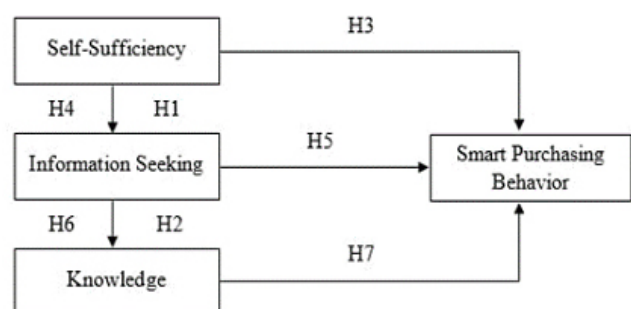 Self-Sufficiency
H3
H4 H1
Information Seeking
H5
Smart Purchasing
Behavior
H6 H2
Knowledge
H7